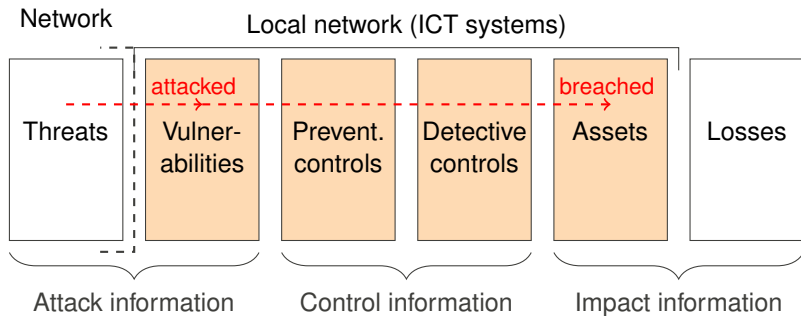 Network
Local network (ICT systems)
attacked
breached
Threats
Vulner-
abilities
Prevent.
controls
Detective
controls
Assets
Losses
Attack information
Control information
Impact information